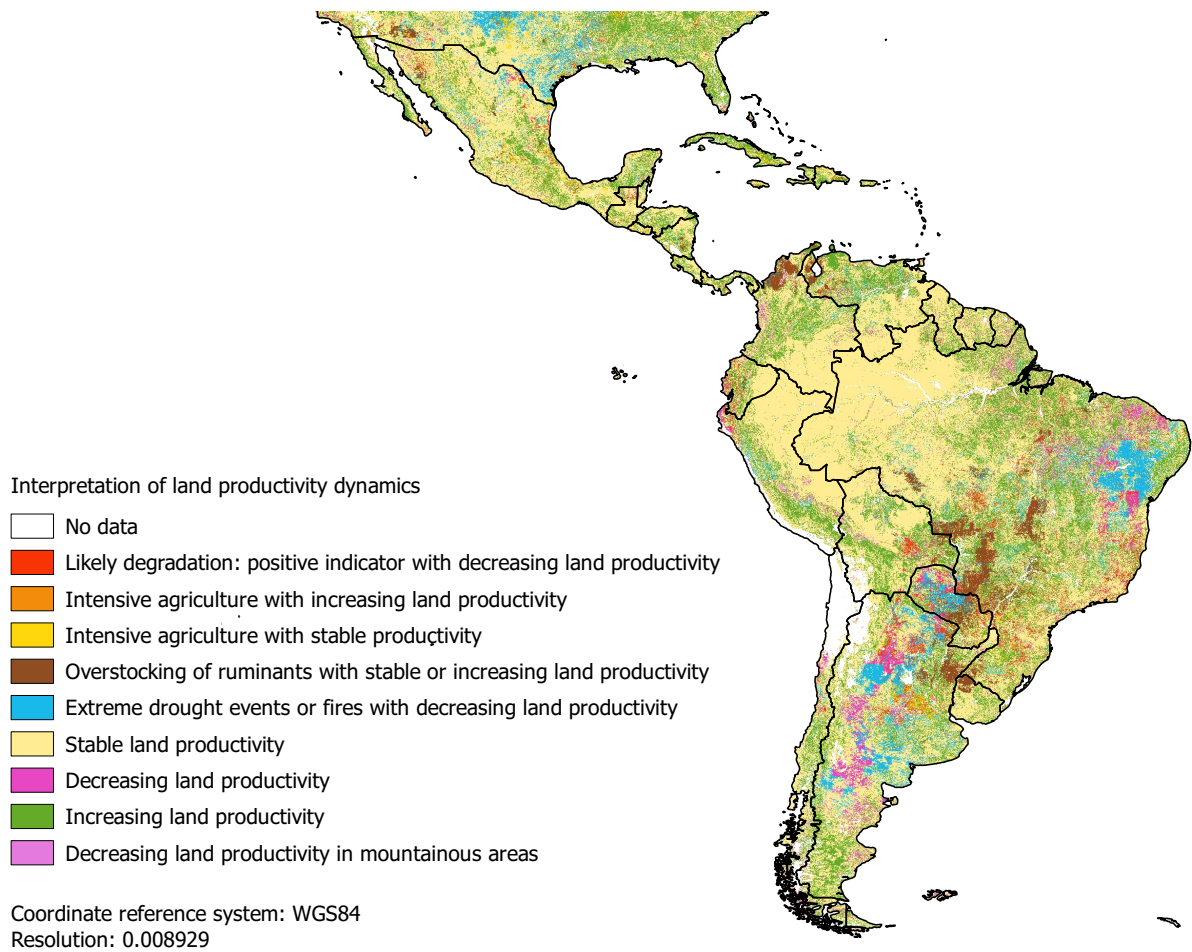 Interpretation of land productivity dynamics
No data
Likely degradation: positive indicator with decreasing land productivity
Intensive agriculture with increasing land productivity
Intensive agriculture with stable productivity
Overstocking of ruminants with stable or increasing land productivity
Extreme drought events or fires with decreasing land productivity
Stable land productivity
Decreasing land productivity
Increasing land productivity
Decreasing land productivity in mountainous areas
Coordinate reference system: WGS84
Resolution: 0.008929